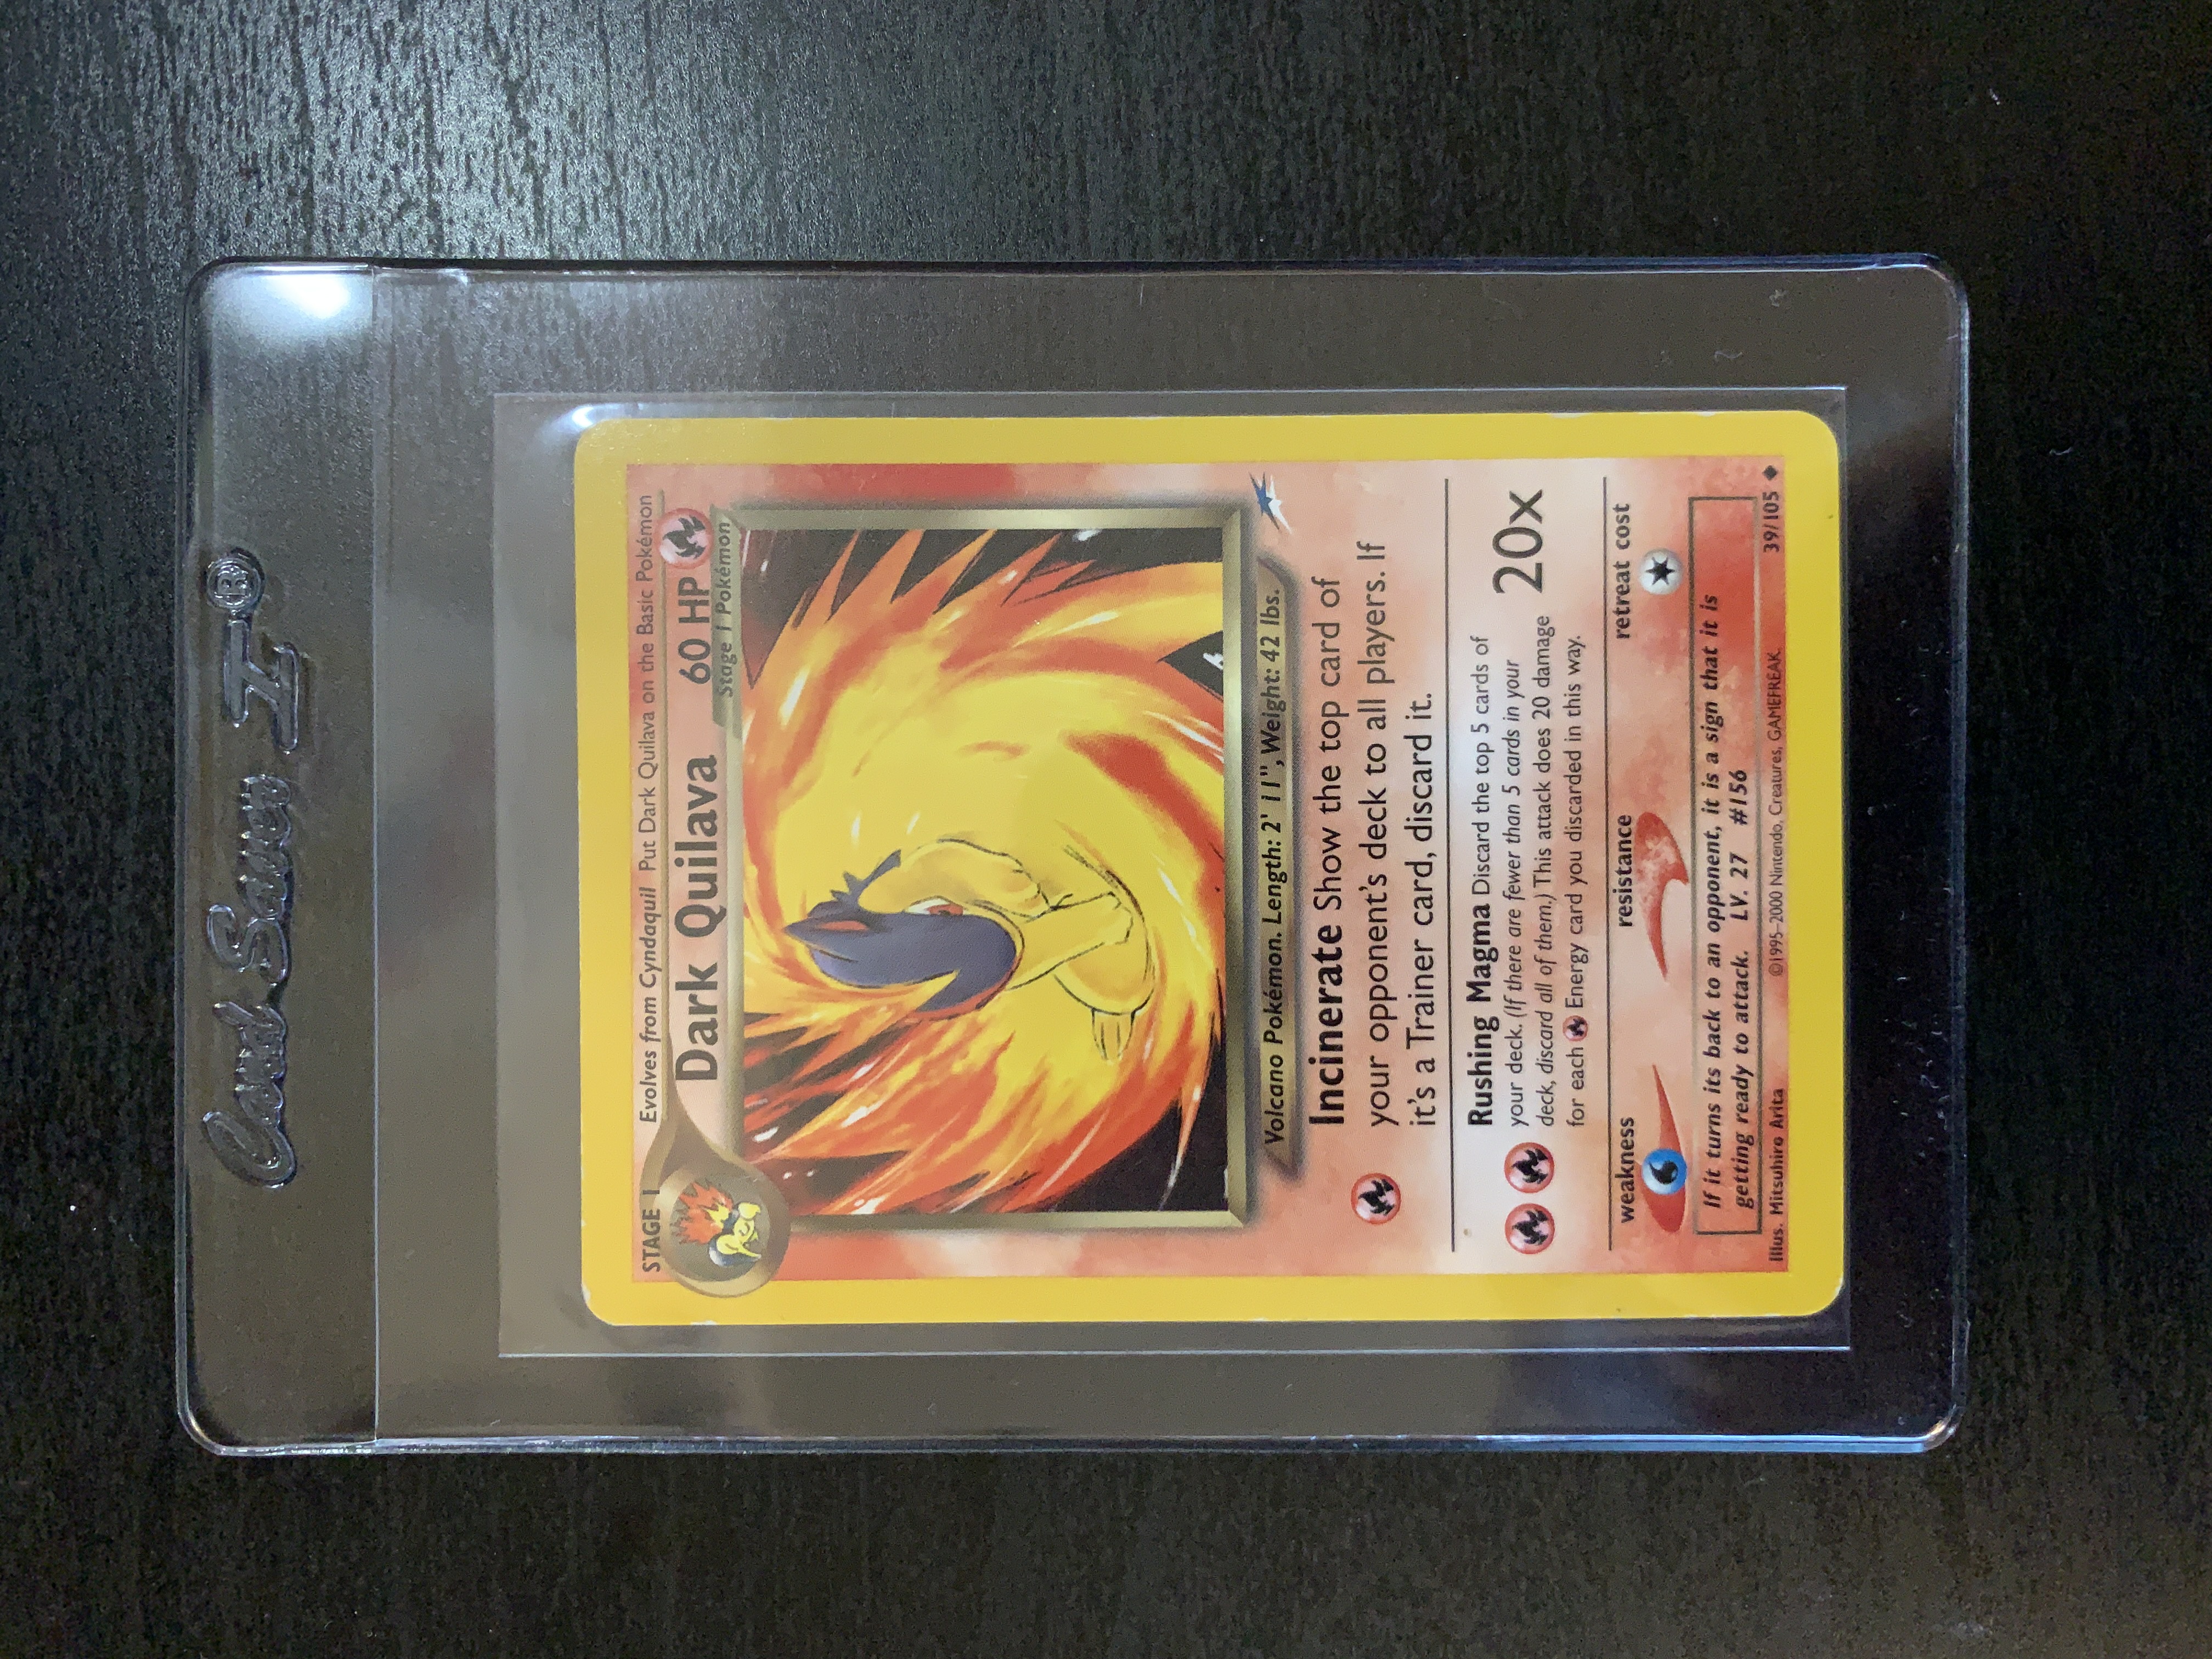 Card Saver I®
STAGE 1
Evolves from Cyndaquil Put Dark Quilava on the Basic Pokémon
Dark Quilava 60 HP
Stage 1 Pokémon
Volcano Pokémon. Length: 2' 11", Weight: 42 lbs.
Incinerate Show the top card of
your opponent's deck to all players. If
it's a Trainer card, discard it.
Rushing Magma Discard the top 5 cards of
your deck. (If there are fewer than 5 cards in your
deck, discard all of them.) This attack does 20 damage
for each Energy card you discarded in this way.
20x
weakness resistance retreat cost
If it turns its back to an opponent, it is a sign that it is
getting ready to attack. LV. 27 #156
Illus. Mitsuhiro Arita ©1995-2000 Nintendo, Creatures, GAMEFREAK. 39/105